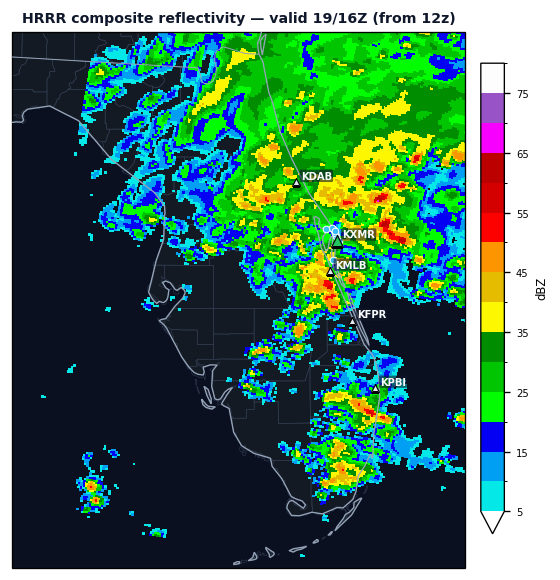 HRRR composite reflectivity — valid 19/16Z (from 12z)
KDAB
KXMR
KMLB
KFPR
KPBI
75
65
55
45
35
25
15
5
dBZ